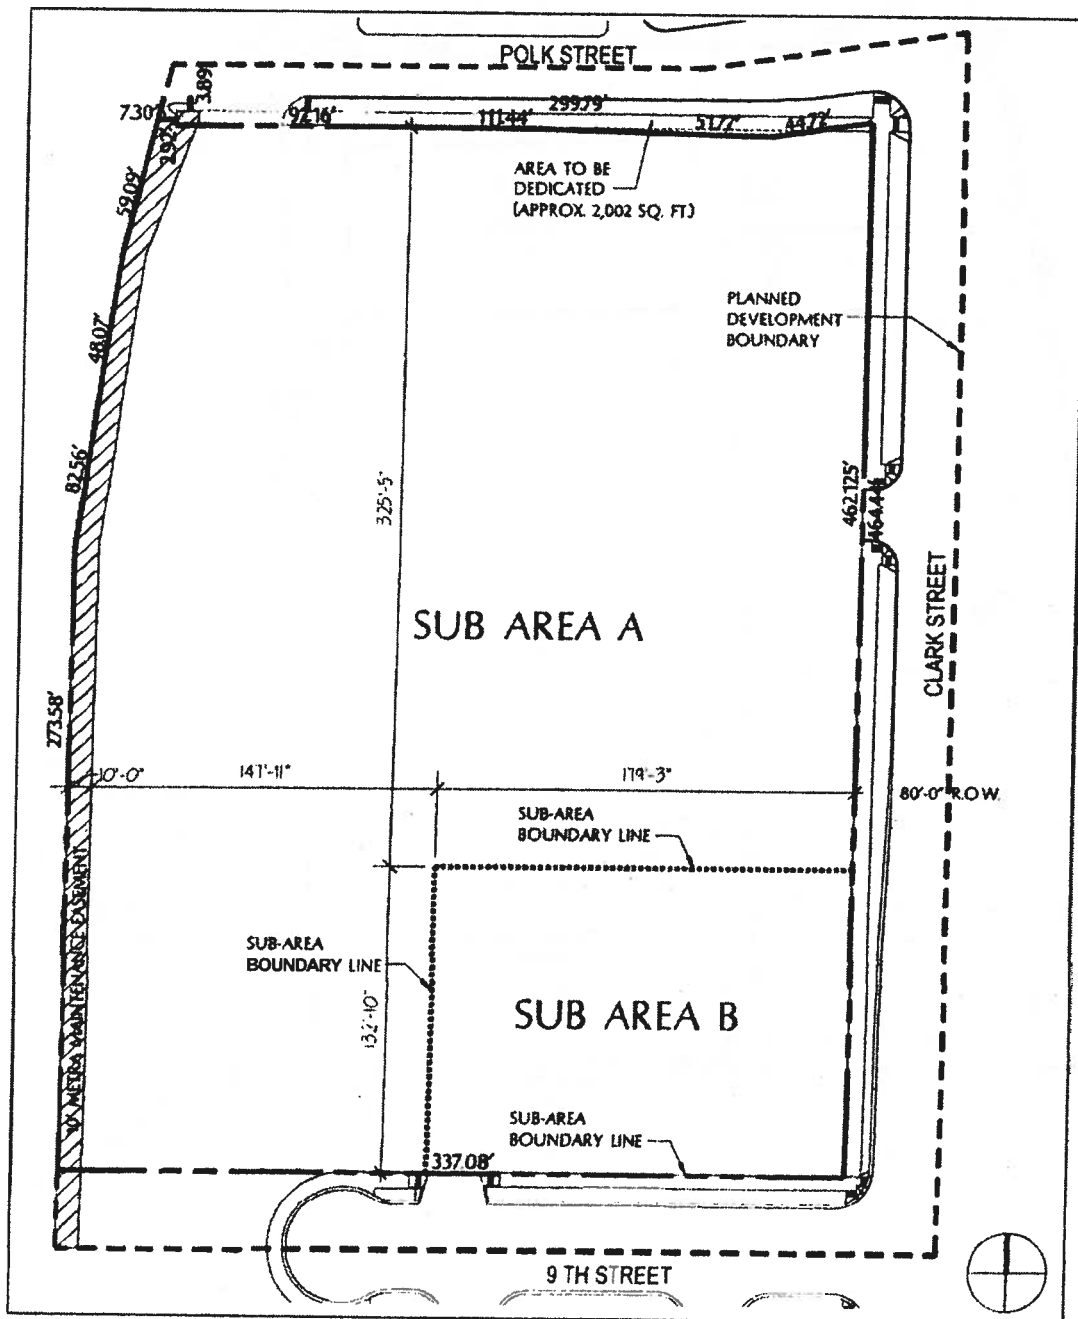 POLK STREET
3.89'
7.30'
299.79'
92.16'
111.44'
51.72'
44.72'
2.92'
AREA TO BE
DEDICATED
(APPROX. 2,002 SQ. FT.)
59.09'
PLANNED
DEVELOPMENT
BOUNDARY
48.07'
82.56'
325'-5"
462.125'
464.44'
SUB AREA A
CLARK STREET
273.58'
10'-0"
147'-11"
179'-3"
80'-0" R.O.W.
SUB-AREA
BOUNDARY LINE
10' METRA MAINTENANCE EASEMENT
SUB-AREA
BOUNDARY LINE
132'-10"
SUB AREA B
SUB-AREA
BOUNDARY LINE
337.08'
9 TH STREET